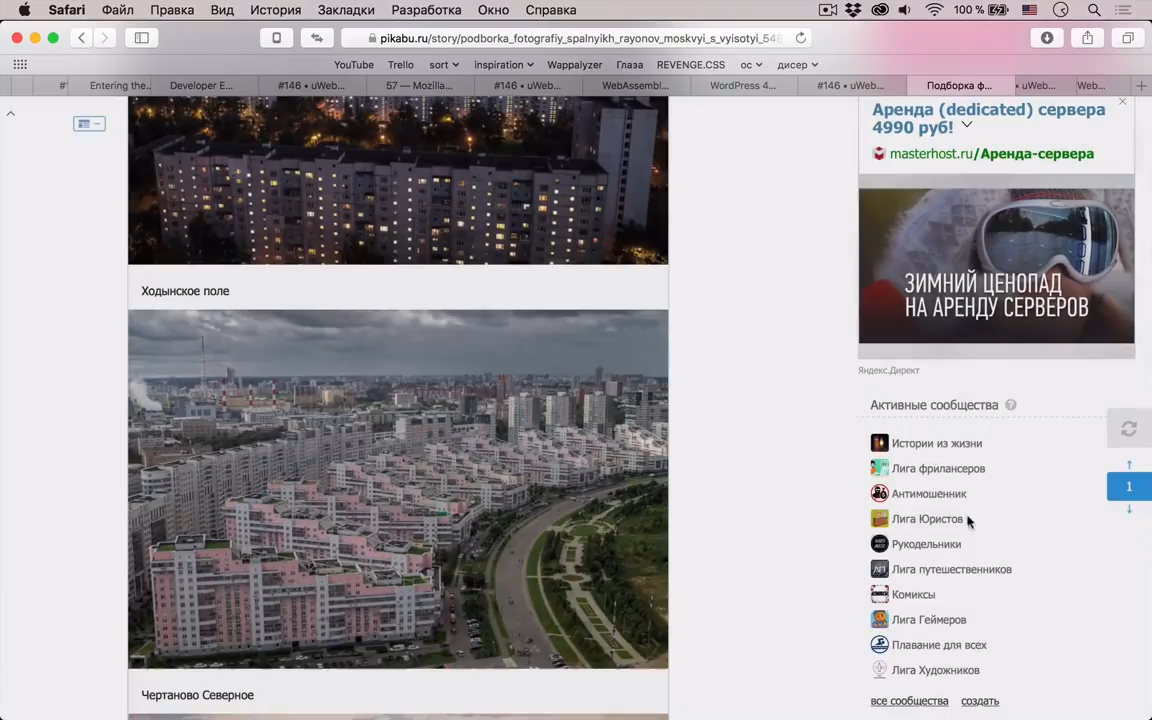 Safari Файл Правка Вид История Закладки Разработка Окно Справка 100 %
pikabu.ru/story/podborka_fotografiy_spalnyikh_rayonov_moskvyi_s_vyisotyi_548
YouTube Trello sort inspiration Wappalyzer Глаза REVENGE.CSS ос дисер
Entering the... Developer E... #146 • uWeb... 57 — Mozilla... #146 • uWeb... WebAssembl... WordPress 4... #146 • uWeb... Подборка ф... • uWeb... Web...
Аренда (dedicated) сервера
4990 руб!
masterhost.ru/Аренда-сервера
ЗИМНИЙ ЦЕНОПАД
НА АРЕНДУ СЕРВЕРОВ
Яндекс.Директ
Ходынское поле
Активные сообщества ?
Истории из жизни
Лига фрилансеров
Антимошенник
1
Лига Юристов
Рукодельники
Лига путешественников
Комиксы
Лига Геймеров
Плавание для всех
Лига Художников
Чертаново Северное
все сообщества создать